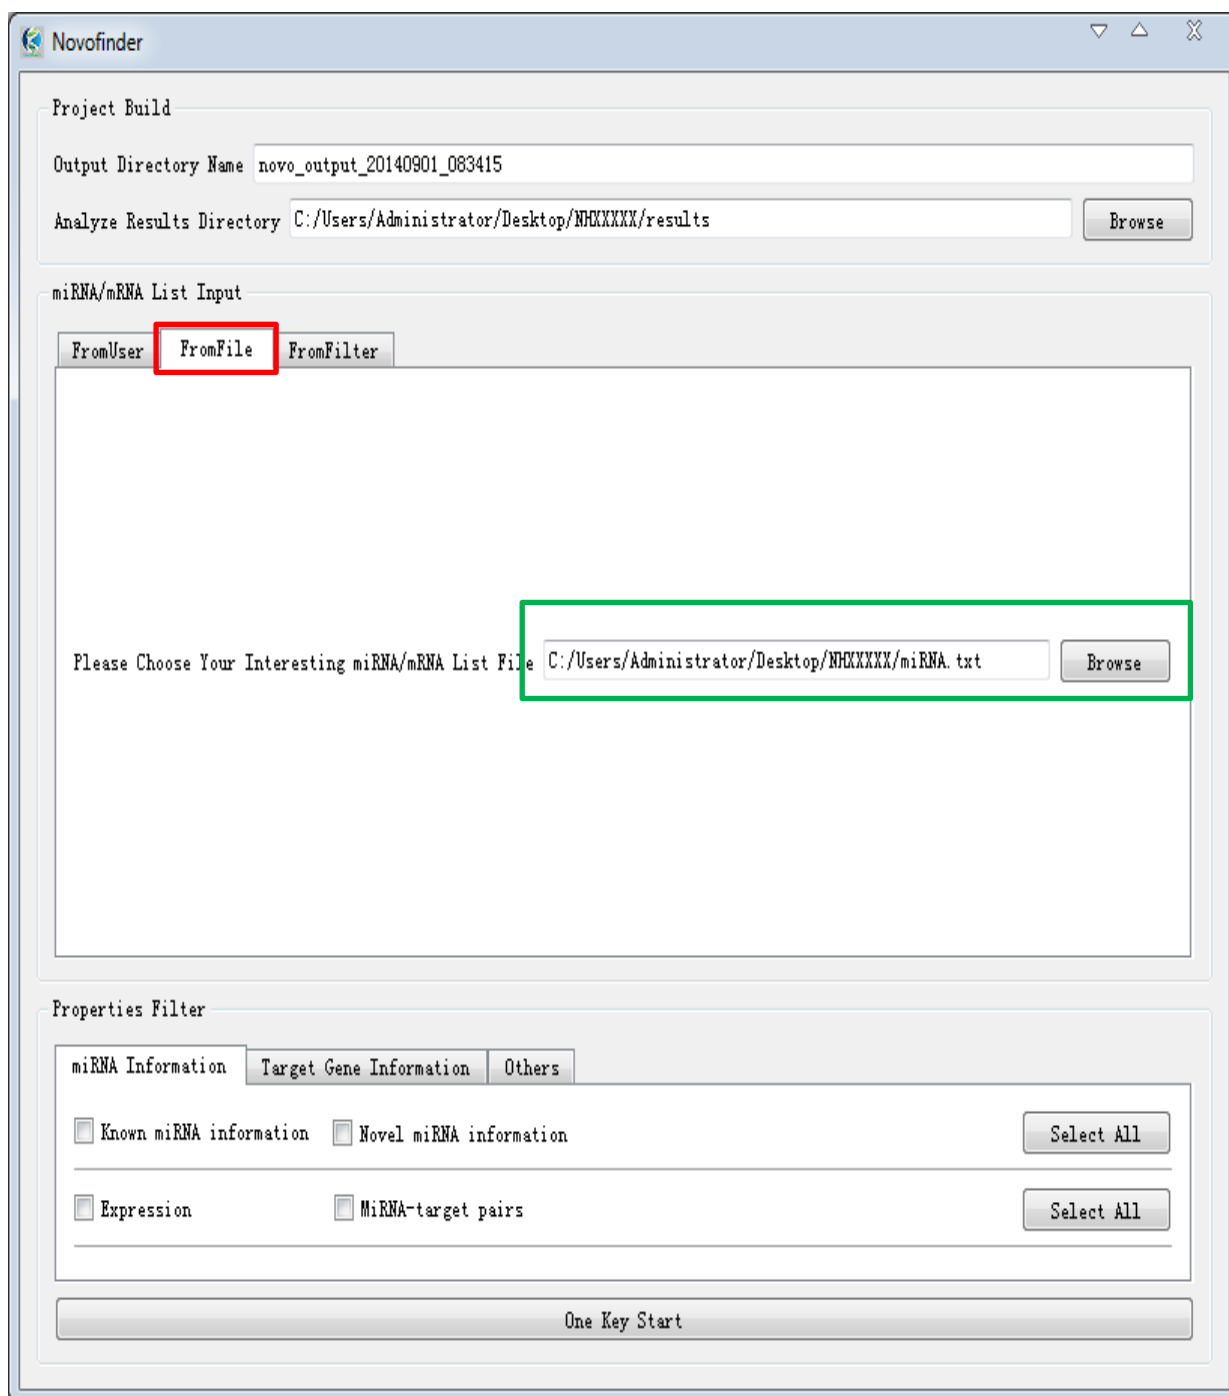 Novofinder
Project Build
Output Directory Name novo_output_20140901_083415
Analyze Results Directory C:/Users/Administrator/Desktop/NHXXXXX/results Browse
miRNA/mRNA List Input
FromUser FromFile FromFilter
Please Choose Your Interesting miRNA/mRNA List File C:/Users/Administrator/Desktop/NHXXXXX/miRNA.txt Browse
Properties Filter
miRNA Information Target Gene Information Others
Known miRNA information Novel miRNA information Select All
Expression MiRNA-target pairs Select All
One Key Start